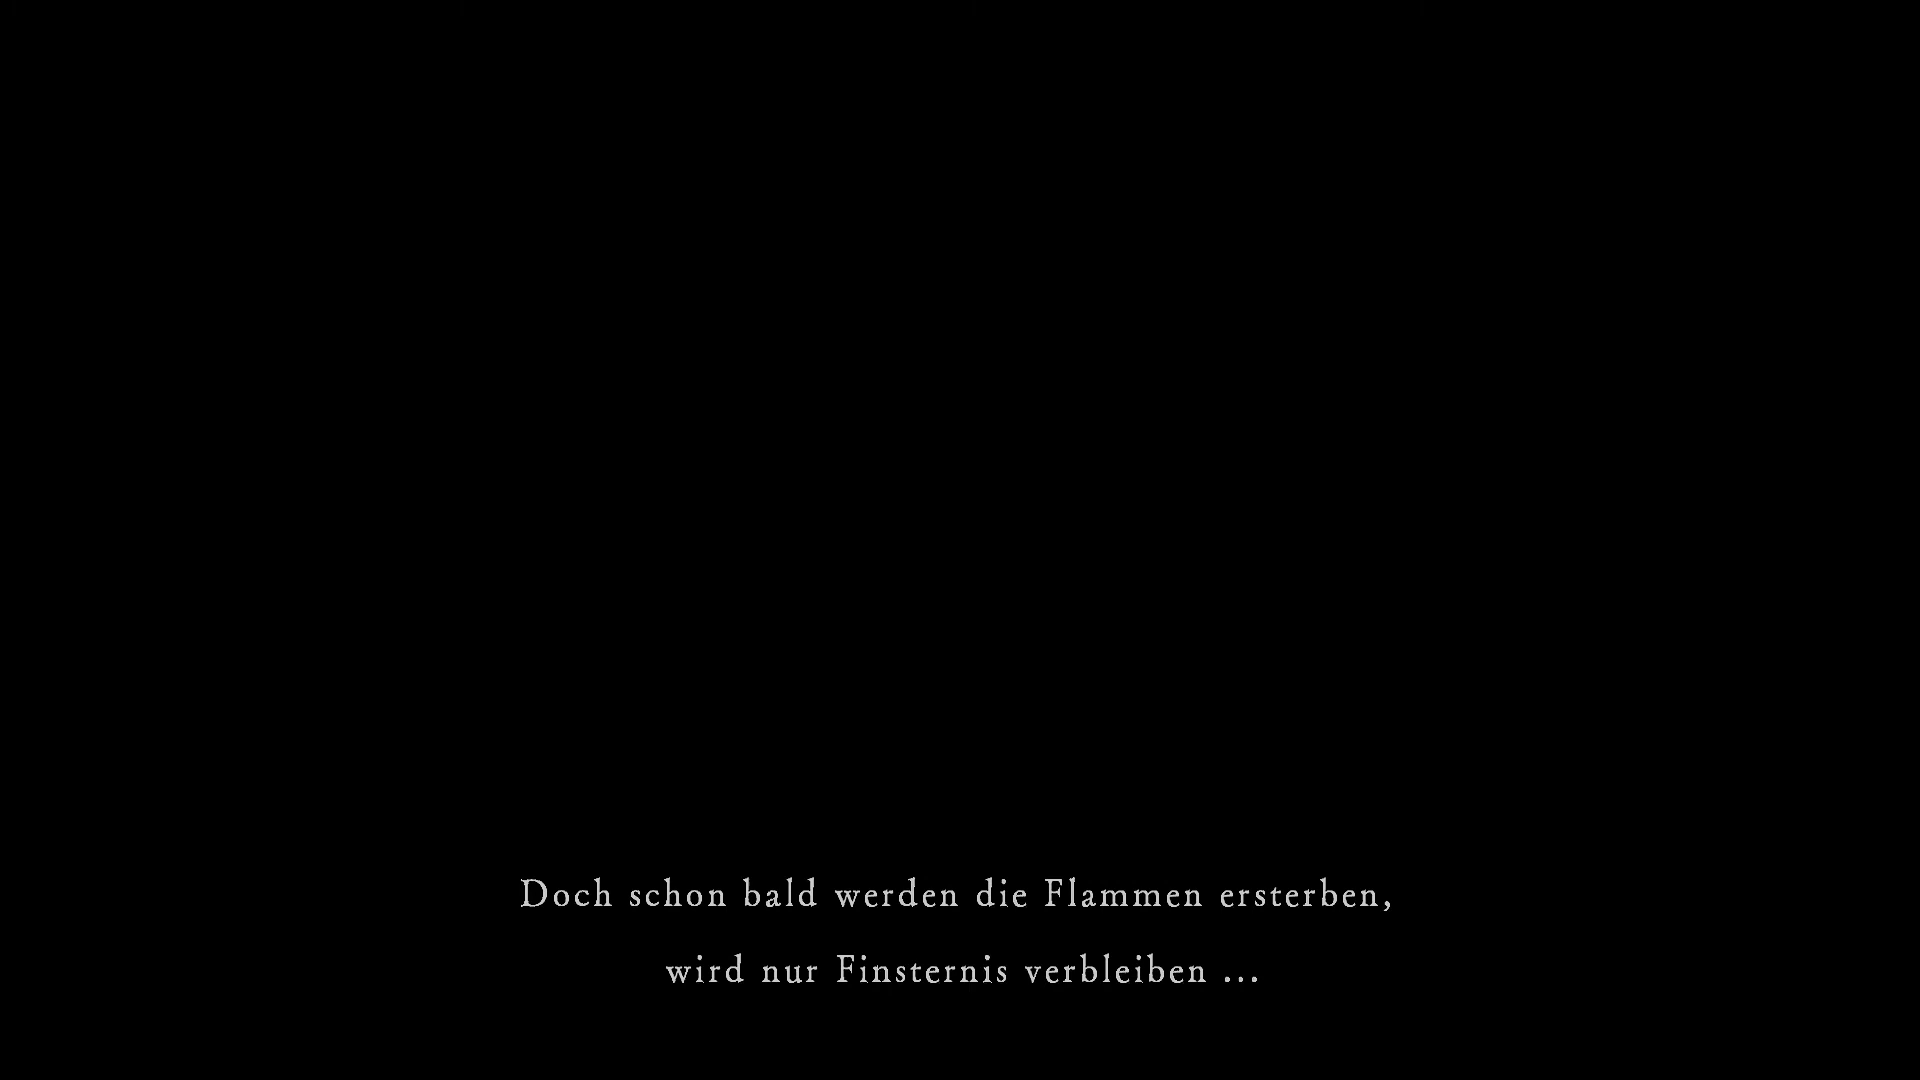 Doch schon bald werden die Flammen ersterben,
wird nur Finsternis verbleiben ...